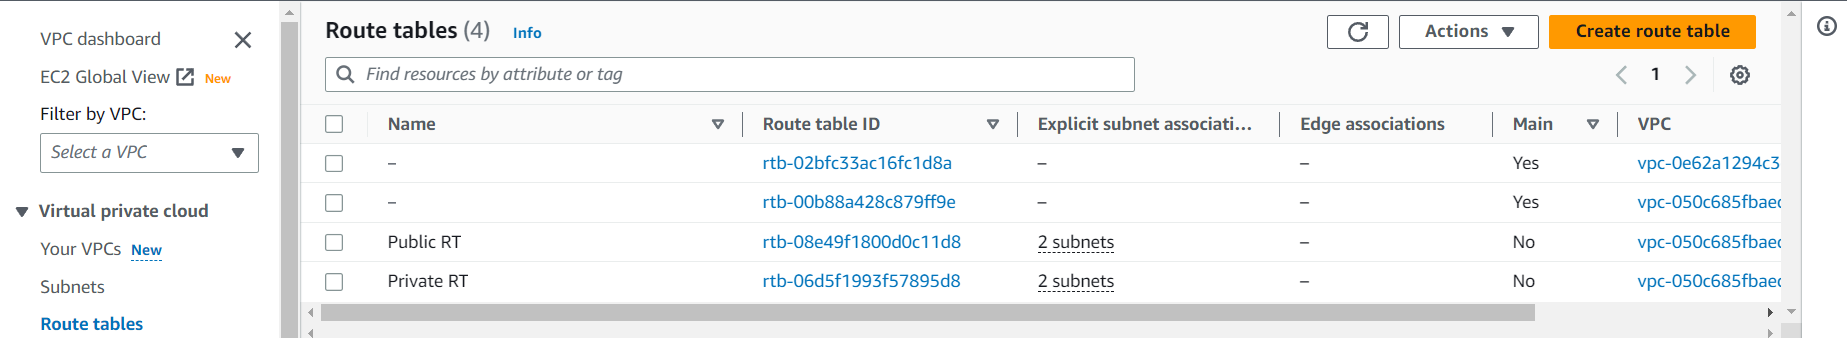 VPC dashboard
EC2 Global View New
Filter by VPC:
Select a VPC
Virtual private cloud
Your VPCs New
Subnets
Route tables
Route tables (4) Info
Actions
Create route table
Find resources by attribute or tag
1
Name Route table ID Explicit subnet associati... Edge associations Main VPC
– rtb-02bfc33ac16fc1d8a – – Yes vpc-0e62a1294c3
– rtb-00b88a428c879ff9e – – Yes vpc-050c685fbaec
Public RT rtb-08e49f1800d0c11d8 2 subnets – No vpc-050c685fbaec
Private RT rtb-06d5f1993f57895d8 2 subnets – No vpc-050c685fbaec